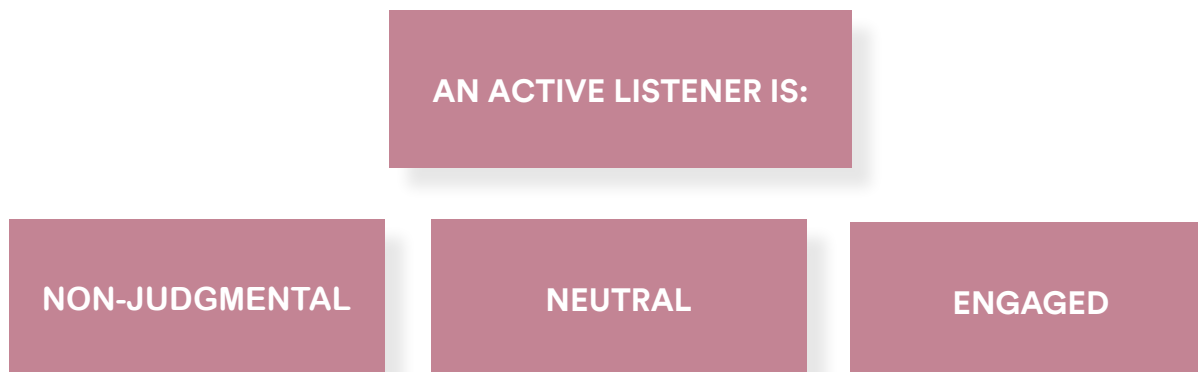 AN ACTIVE LISTENER IS:
NON-JUDGMENTAL
NEUTRAL
ENGAGED